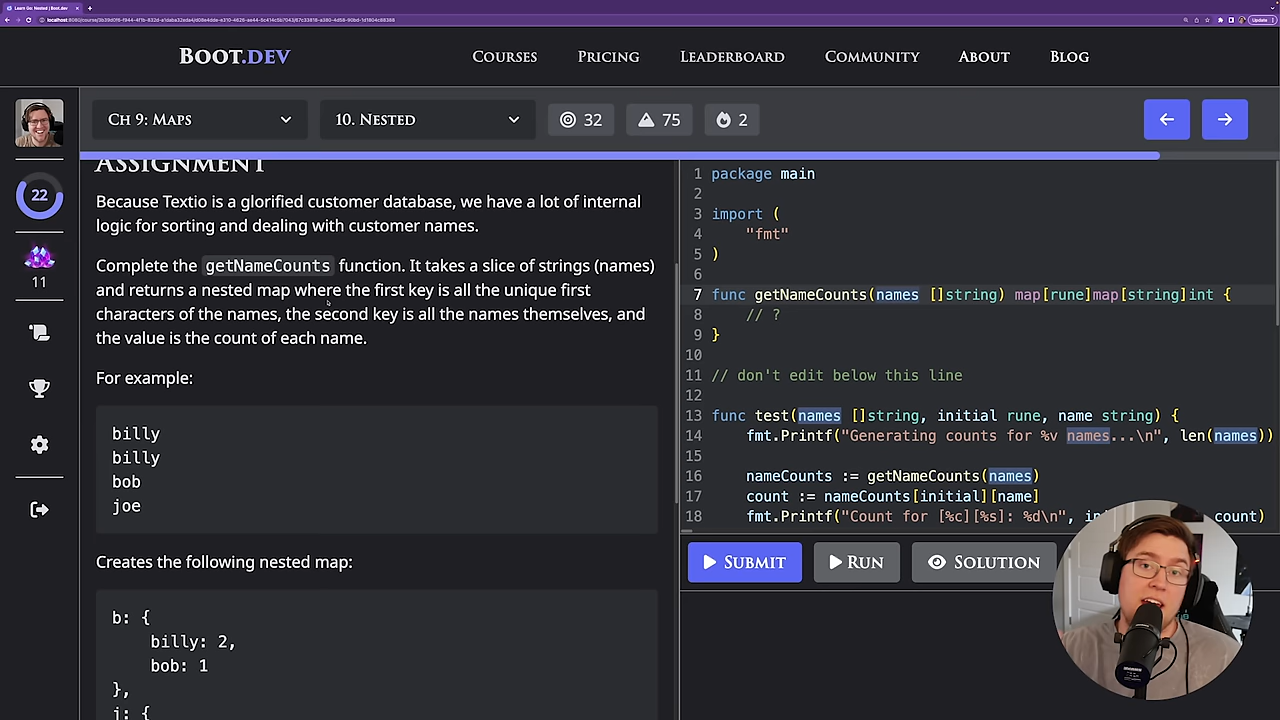 Learn Go: Nested | Boot.dev
Update
BOOT.DEV
COURSES
PRICING
LEADERBOARD
COMMUNITY
ABOUT
BLOG
CH 9: MAPS
10. NESTED
32
75
2
22
11
ASSIGNMENT
Because Textio is a glorified customer database, we have a lot of internal
logic for sorting and dealing with customer names.
Complete the getNameCounts function. It takes a slice of strings (names)
and returns a nested map where the first key is all the unique first
characters of the names, the second key is all the names themselves, and
the value is the count of each name.
For example:
billy
billy
bob
joe
Creates the following nested map:
b: {
billy: 2,
bob: 1
},
j: {
1 package main
2
3 import (
4 "fmt"
5 )
6
7 func getNameCounts(names []string) map[rune]map[string]int {
8 // ?
9 }
10
11 // don't edit below this line
12
13 func test(names []string, initial rune, name string) {
14 fmt.Printf("Generating counts for %v names...\n", len(names))
15
16 nameCounts := getNameCounts(names)
17 count := nameCounts[initial][name]
18 fmt.Printf("Count for [%c][%s]: %d\n", in count)
SUBMIT
RUN
SOLUTION